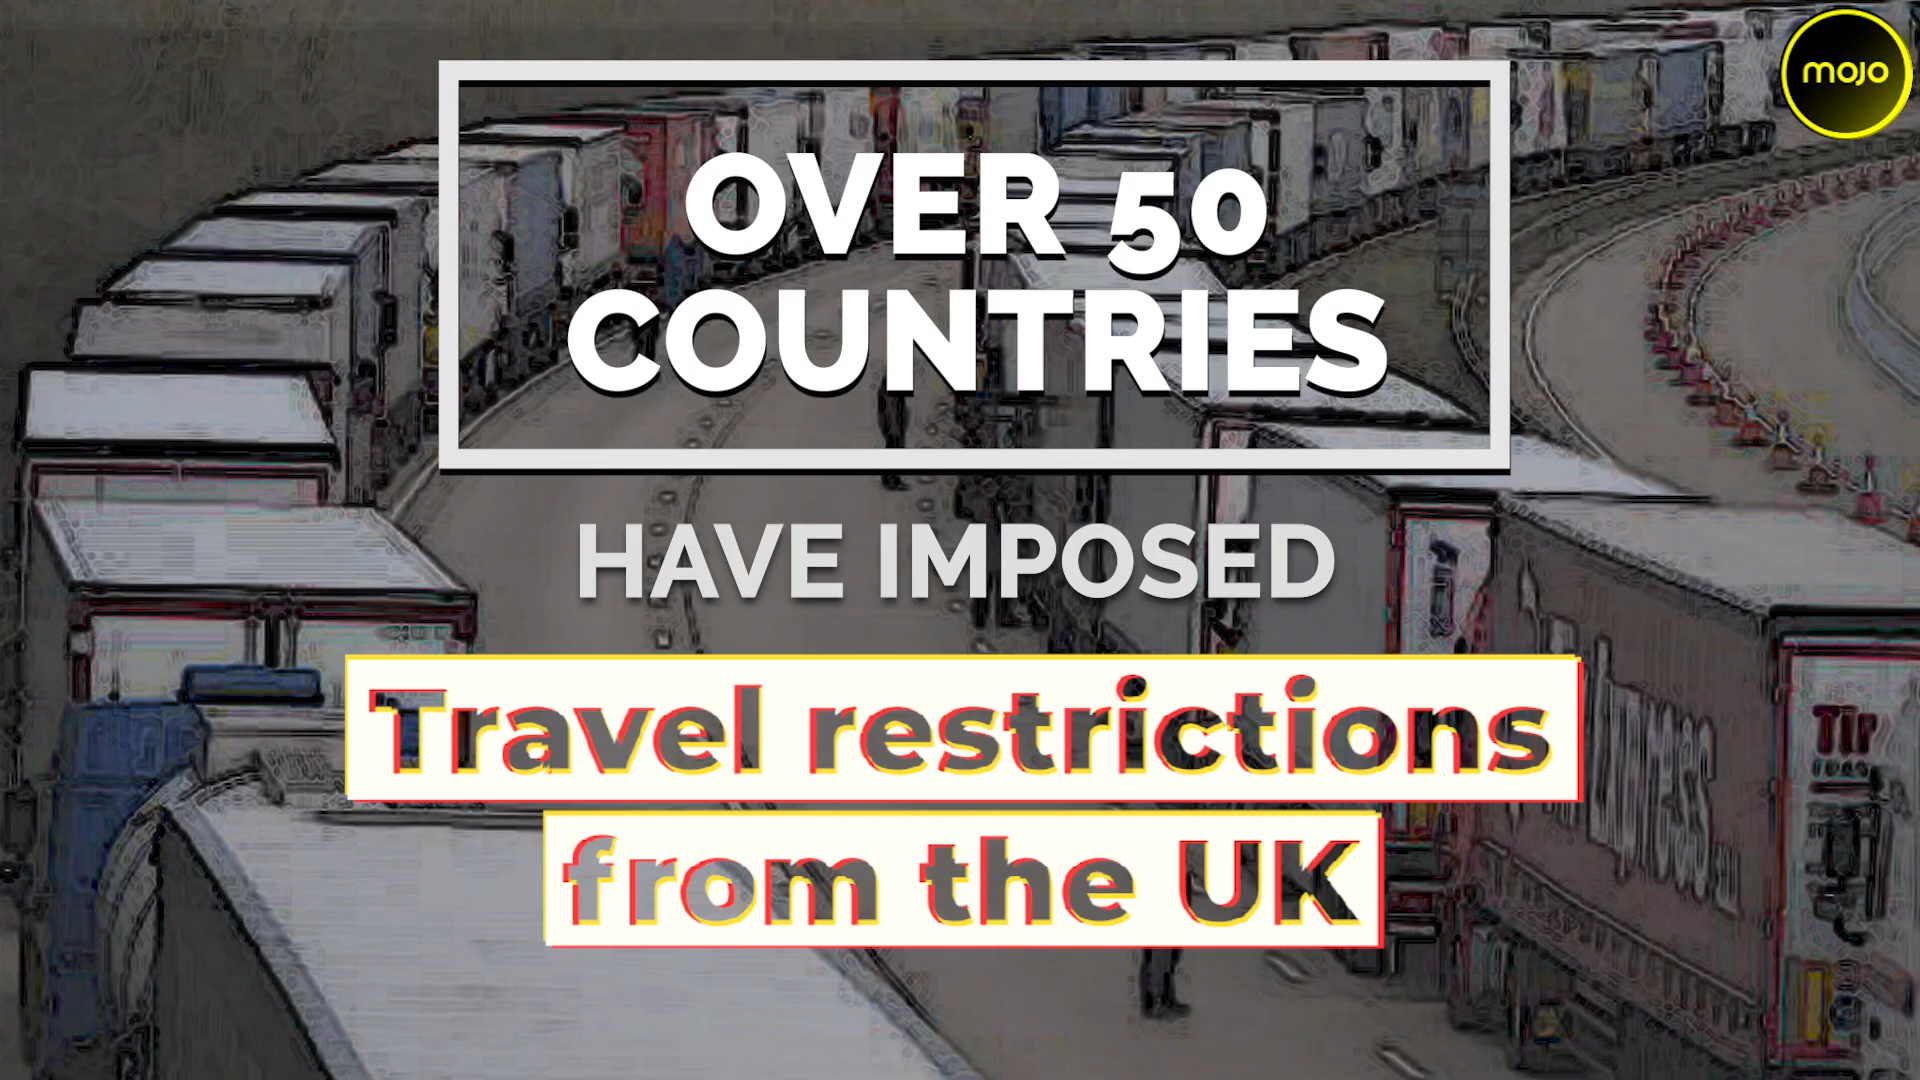 mojo
OVER 50
COUNTRIES
HAVE IMPOSED
Travel restrictions
from the UK